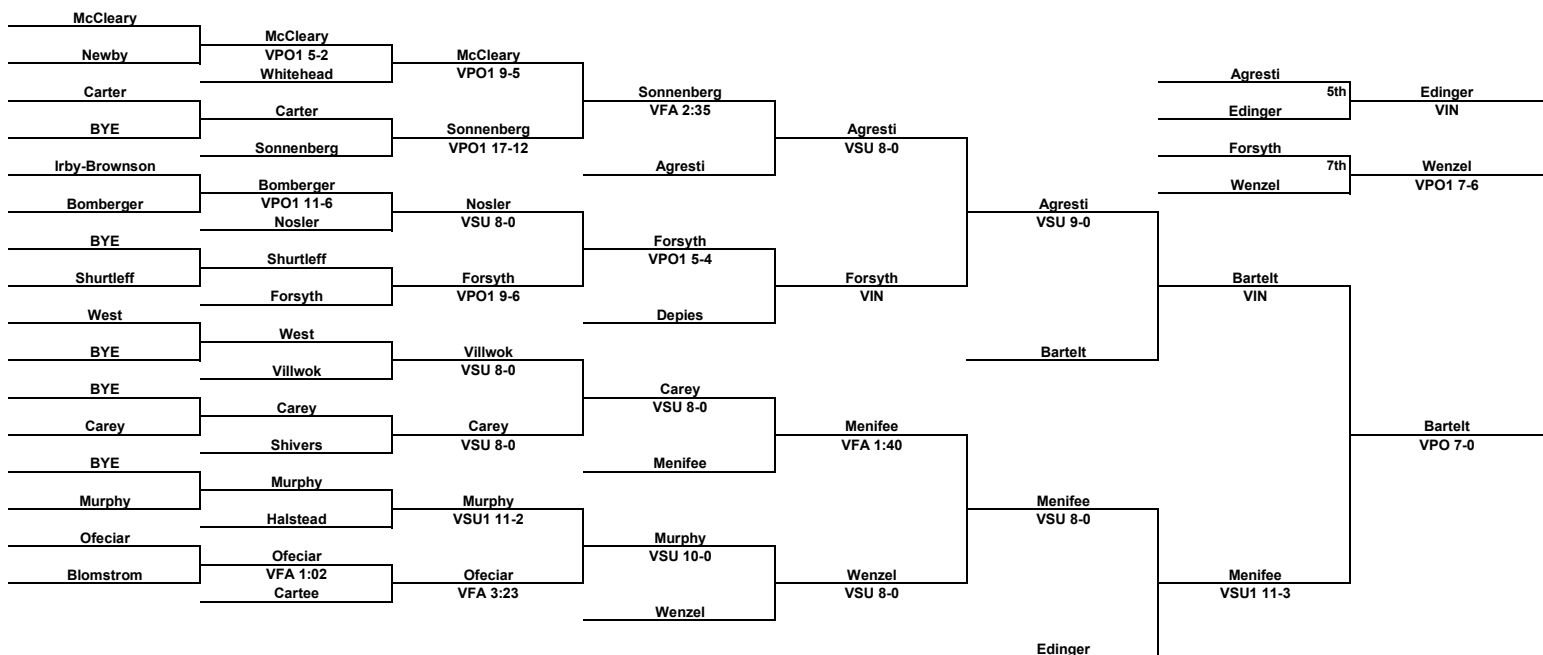 McCleary
Newby
Carter
BYE
Irby-Brownson
Bomberger
BYE
Shurtleff
West
BYE
BYE
Carey
BYE
Murphy
Ofeciar
Blomstrom
McCleary
VPO1 5-2
Whitehead
Carter
Sonnenberg
Bomberger
VPO1 11-6
Nosler
Shurtleff
Forsyth
West
Villwok
Carey
Shivers
Murphy
Halstead
Ofeciar
VFA 1:02
Cartee
McCleary
VPO1 9-5
Sonnenberg
VPO1 17-12
Nosler
VSU 8-0
Forsyth
VPO1 9-6
Villwok
VSU 8-0
Carey
VSU 8-0
Murphy
VSU1 11-2
Ofeciar
VFA 3:23
Sonnenberg
VFA 2:35
Agresti
Forsyth
VPO1 5-4
Depies
Carey
VSU 8-0
Menifee
Murphy
VSU 10-0
Wenzel
Agresti
VSU 8-0
Forsyth
VIN
Menifee
VFA 1:40
Wenzel
VSU 8-0
Agresti
VSU 9-0
Bartelt
Menifee
VSU 8-0
Edinger
Agresti
5th
Edinger
Forsyth
7th
Wenzel
Bartelt
VIN
Menifee
VSU1 11-3
Edinger
VIN
Wenzel
VPO1 7-6
Bartelt
VPO 7-0